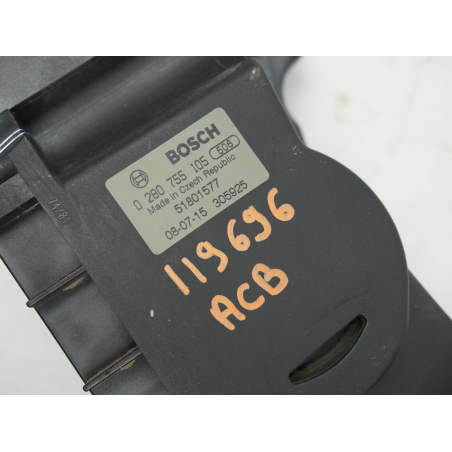 BOSCH
0 280 755 105 508
Made in Czech Republic
51801577
08-07-15 305925
119696
ACB